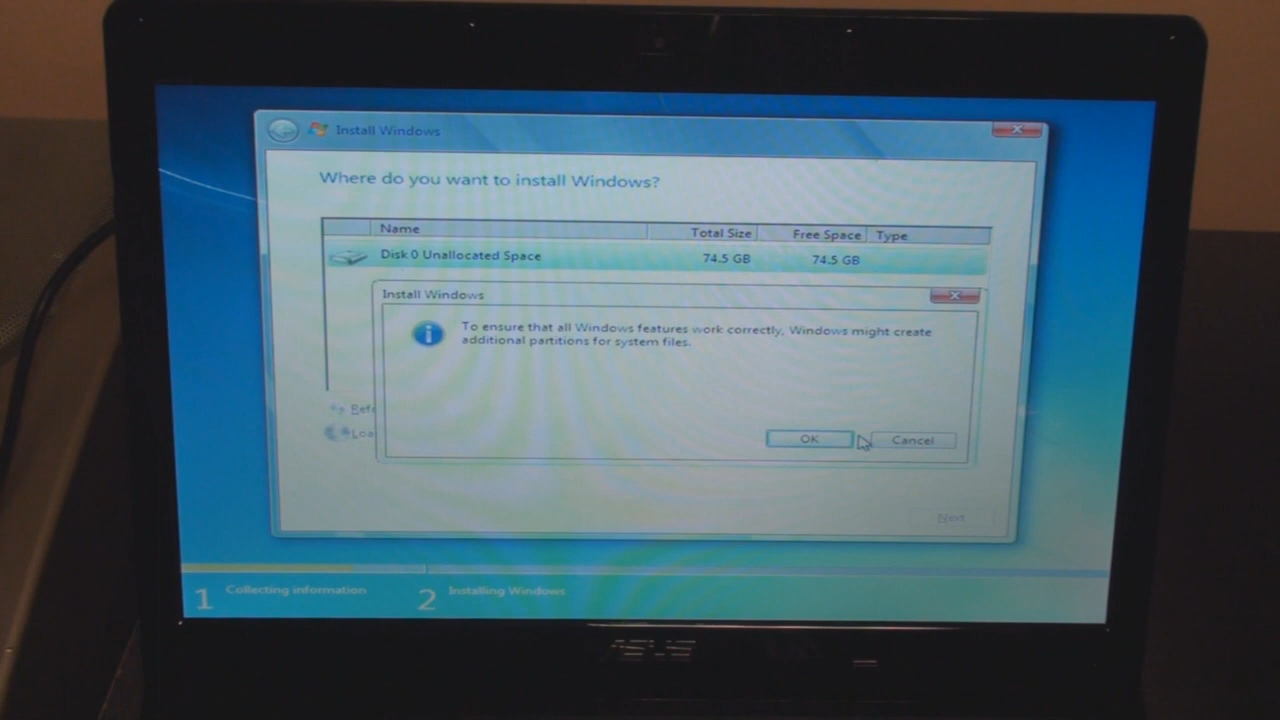 Install Windows
Where do you want to install Windows?
Name Total Size Free Space Type
Disk 0 Unallocated Space 74.5 GB 74.5 GB
Install Windows
To ensure that all Windows features work correctly, Windows might create
additional partitions for system files.
Refr
Loa
OK Cancel
Next
1 Collecting information 2 Installing Windows
ASUS